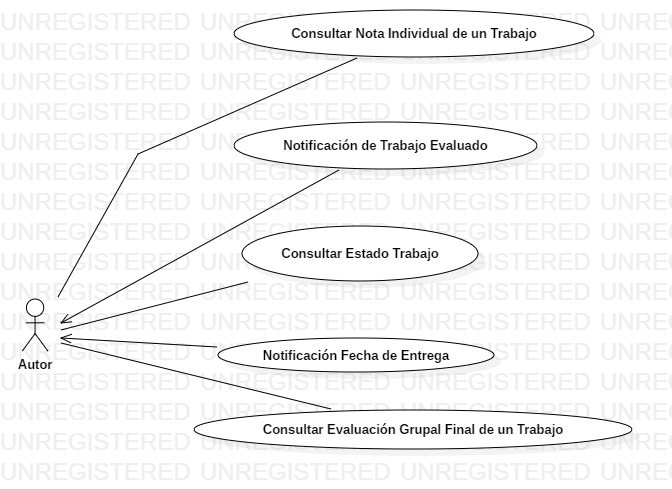 UNREGISTERED UNREGISTERED UNREGISTERED UNRE
Consultar Nota Individual de un Trabajo
Notificación de Trabajo Evaluado
Consultar Estado Trabajo
Autor
Notificación Fecha de Entrega
Consultar Evaluación Grupal Final de un Trabajo